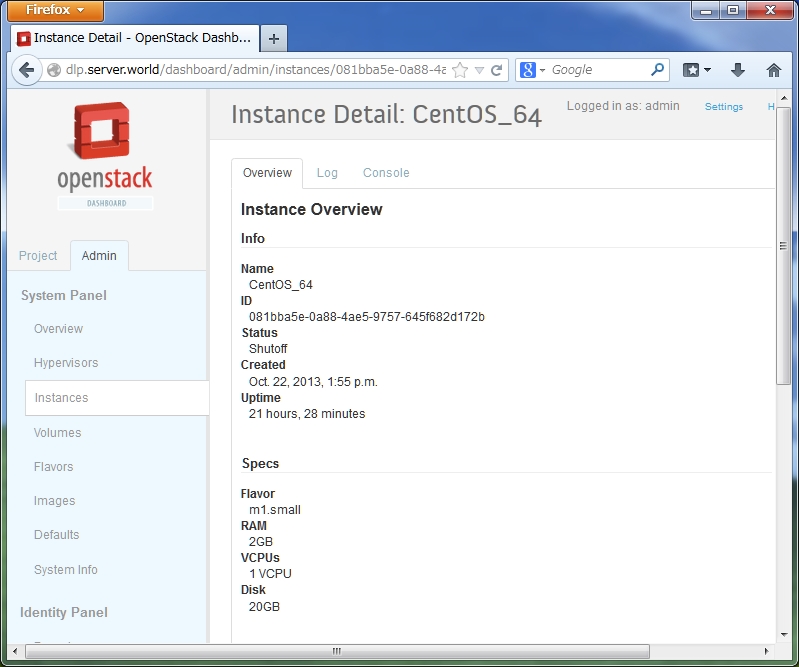 Firefox
Instance Detail - OpenStack Dashb...
dlp.server.world/dashboard/admin/instances/081bba5e-0a88-4a
Google
openstack
DASHBOARD
Instance Detail: CentOS_64
Logged in as: admin
Settings
H
Project
Admin
System Panel
Overview
Hypervisors
Instances
Volumes
Flavors
Images
Defaults
System Info
Identity Panel
Overview
Log
Console
Instance Overview
Info
Name
CentOS_64
ID
081bba5e-0a88-4ae5-9757-645f682d172b
Status
Shutoff
Created
Oct. 22, 2013, 1:55 p.m.
Uptime
21 hours, 28 minutes
Specs
Flavor
m1.small
RAM
2GB
VCPUs
1 VCPU
Disk
20GB